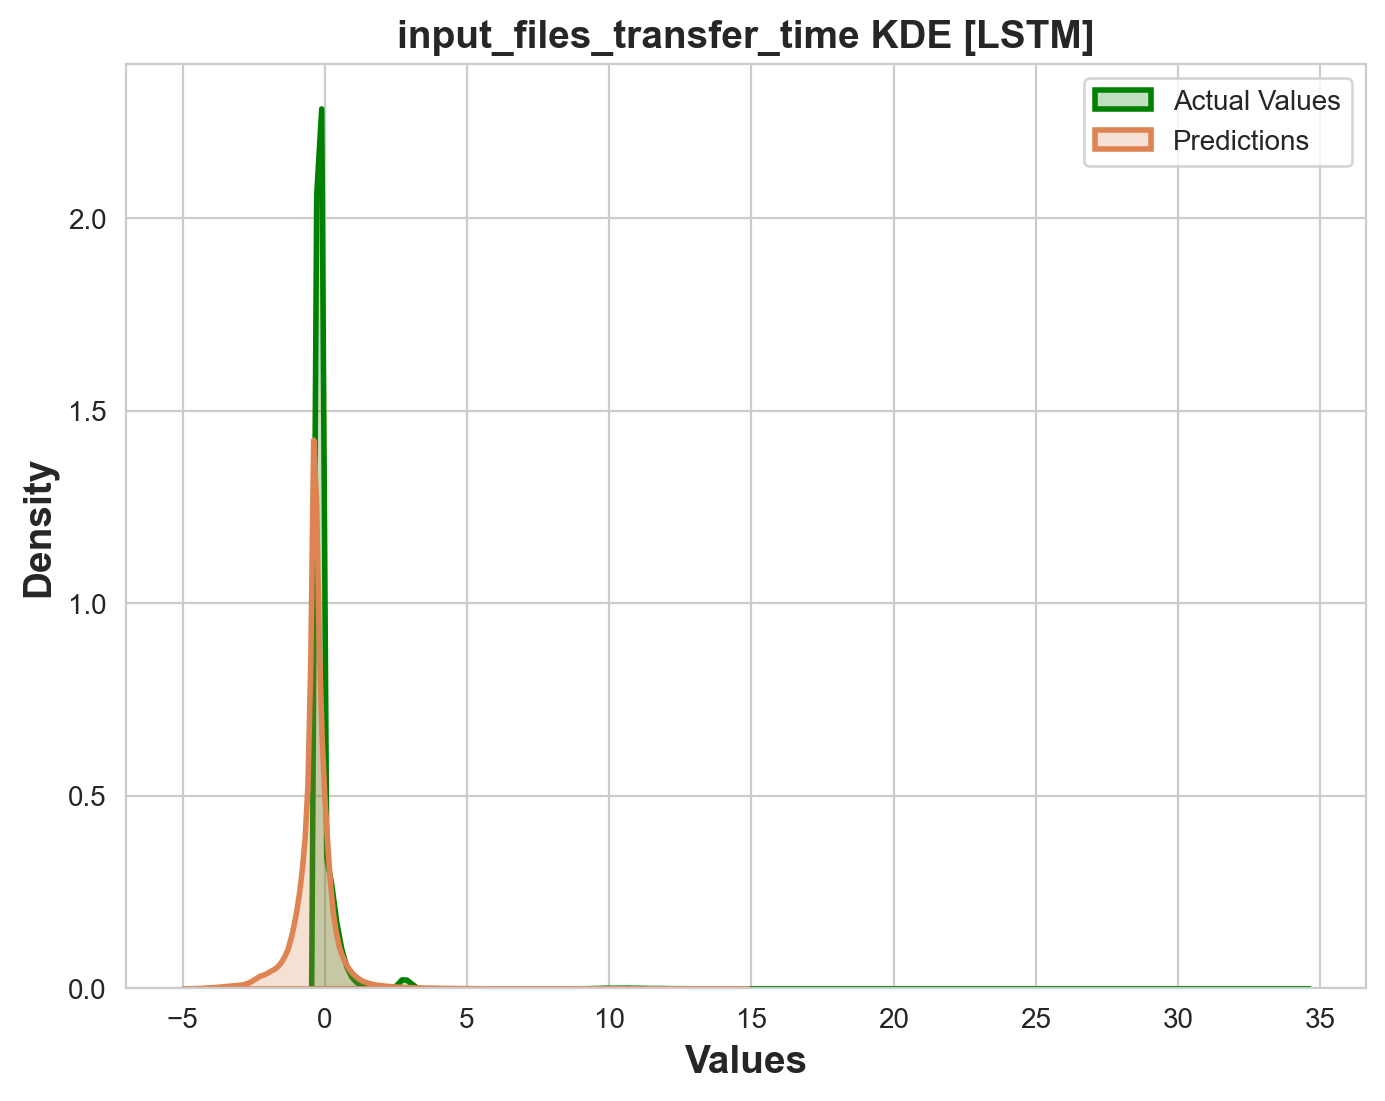 input_files_transfer_time KDE [LSTM]
Actual Values
Predictions
Density
2.0
1.5
1.0
0.5
0.0
−5 0 5 10 15 20 25 30 35
Values